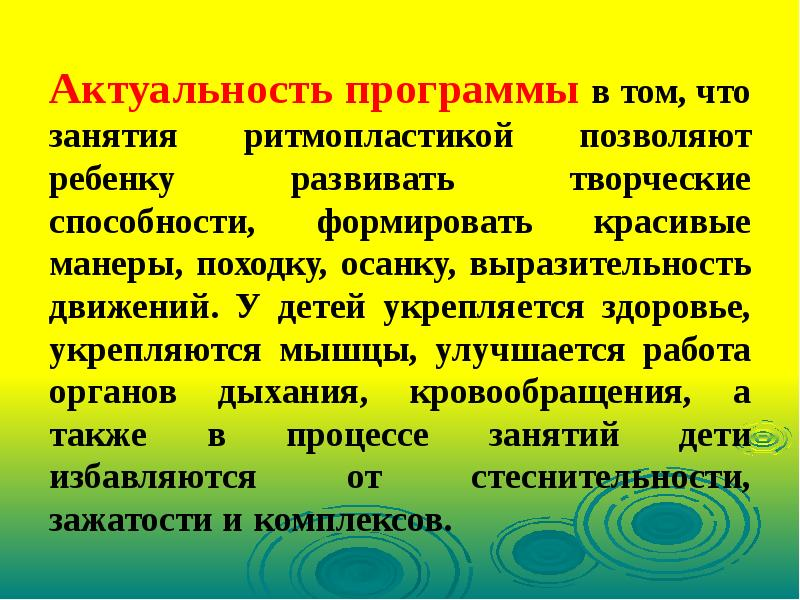 Актуальность программы в том, что
занятия ритмопластикой позволяют
ребенку развивать творческие
способности, формировать красивые
манеры, походку, осанку, выразительность
движений. У детей укрепляется здоровье,
укрепляются мышцы, улучшается работа
органов дыхания, кровообращения, а
также в процессе занятий дети
избавляются от стеснительности,
зажатости и комплексов.